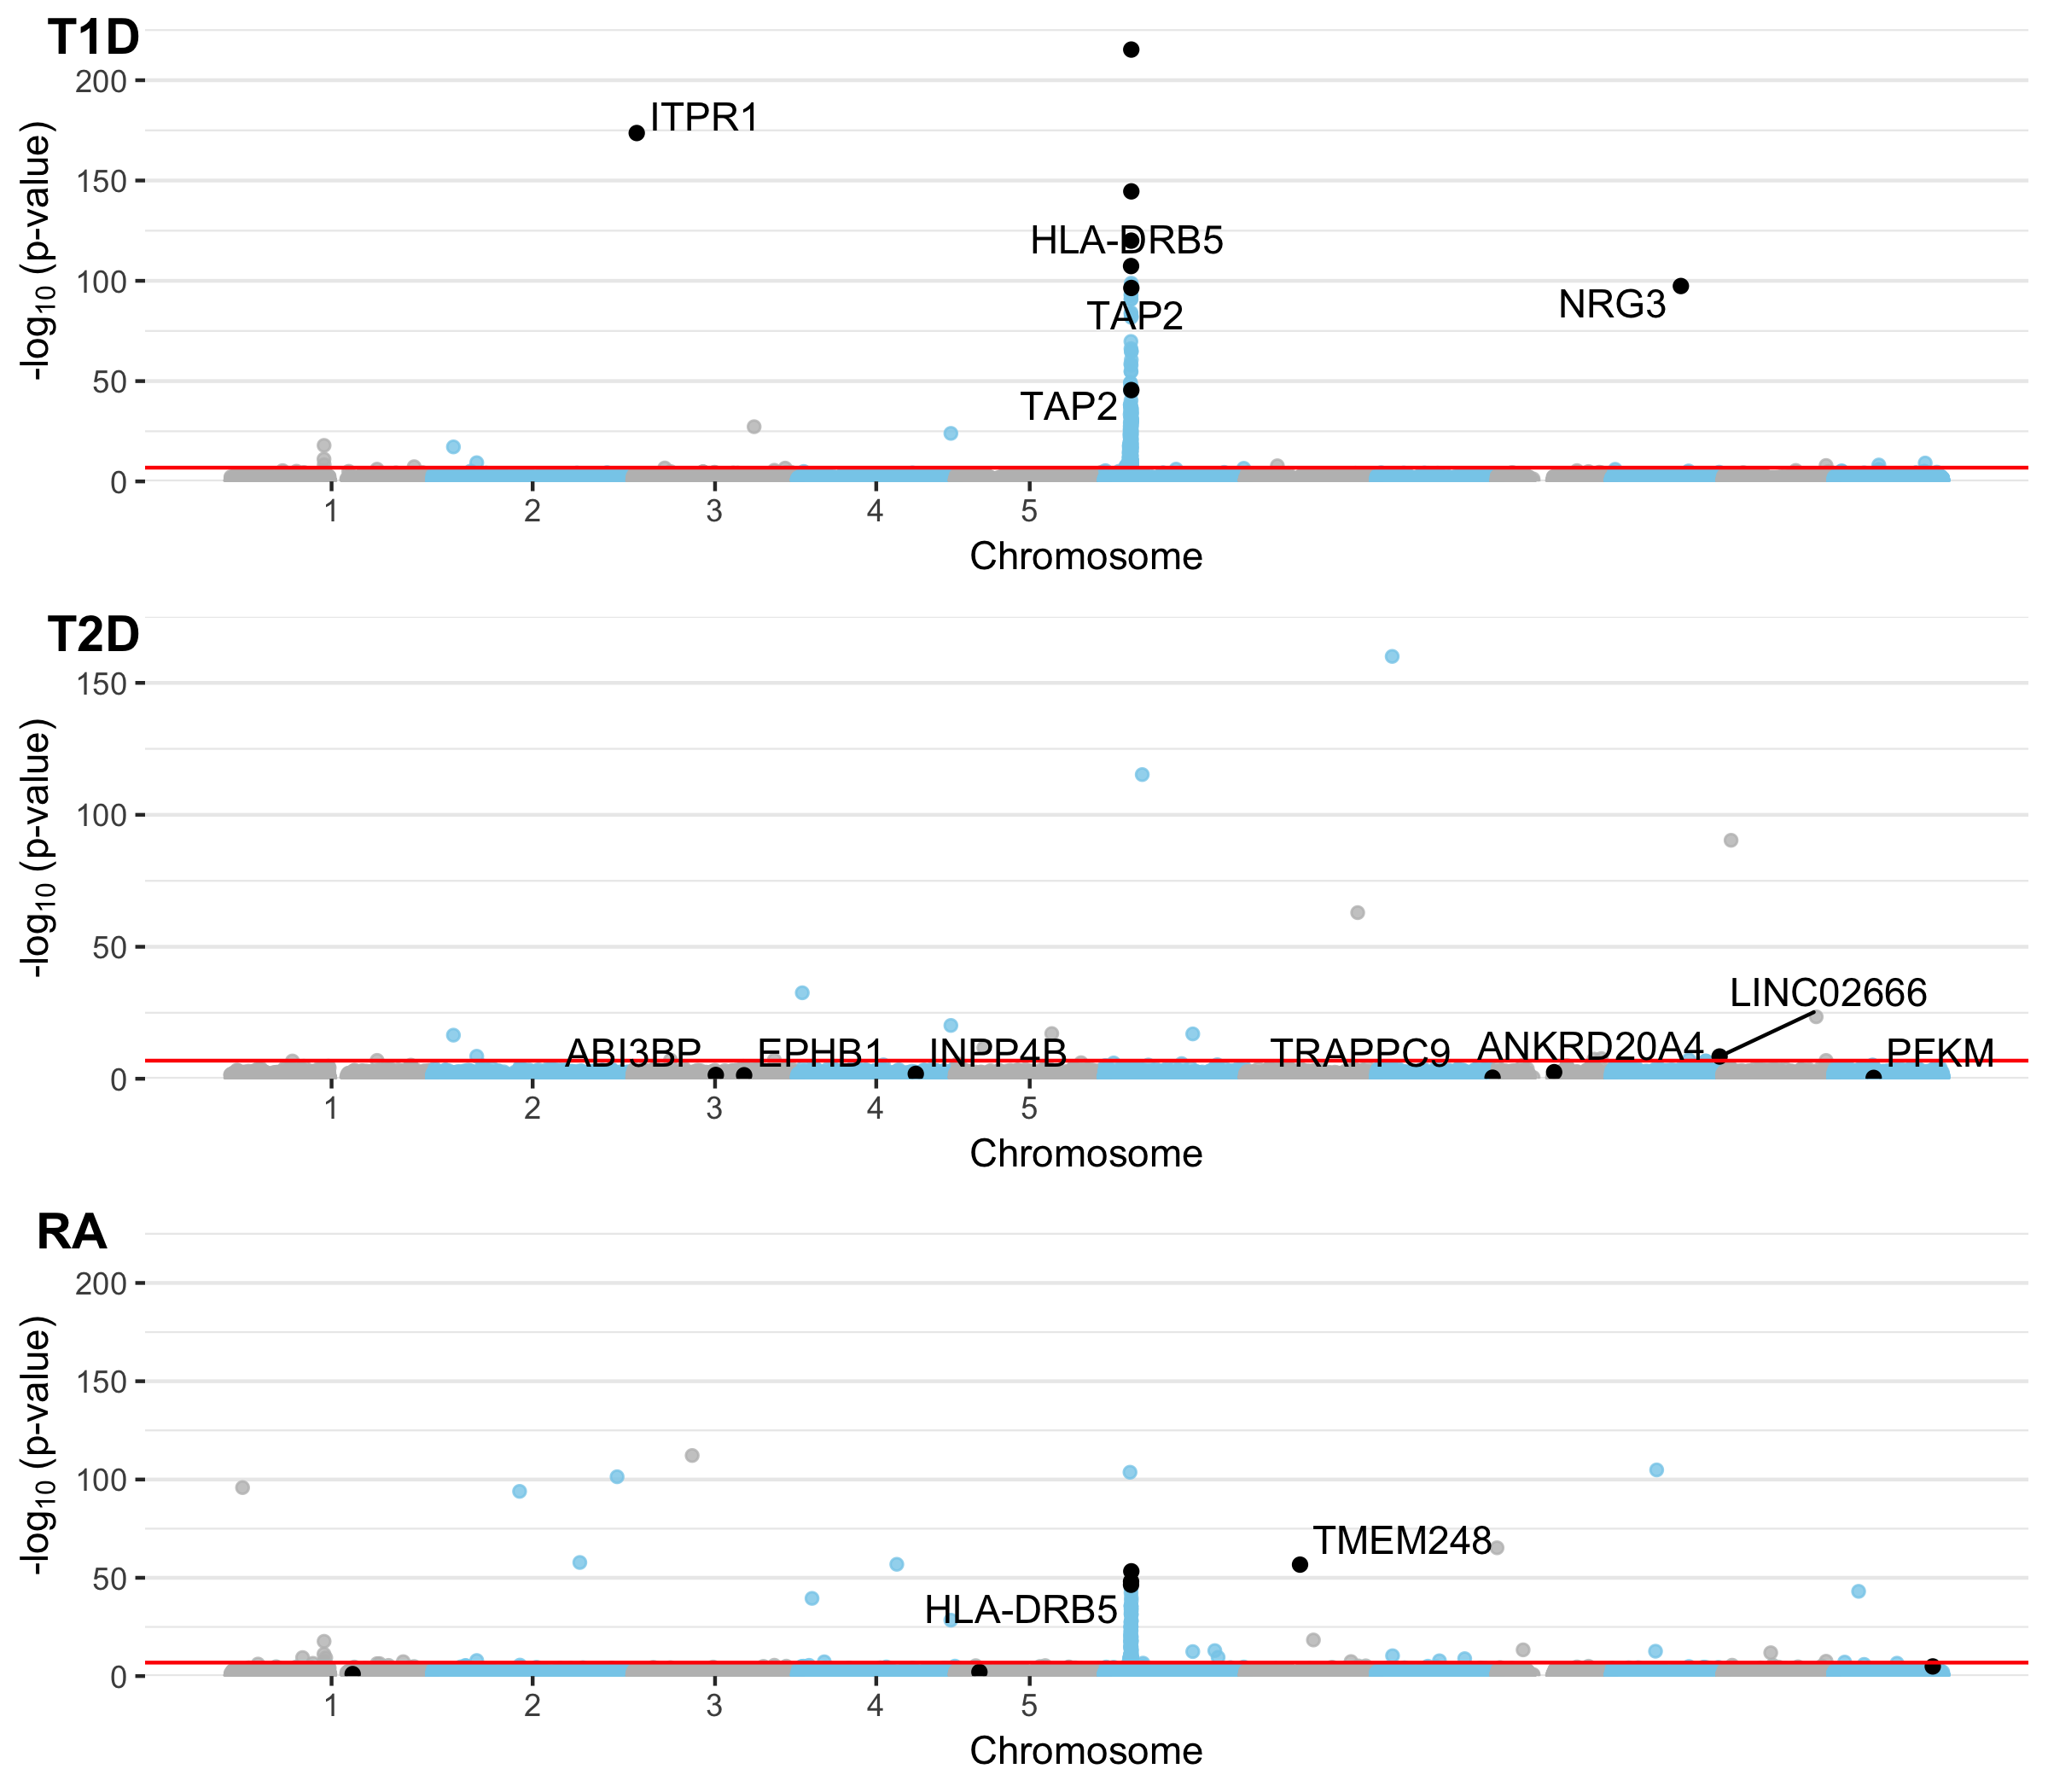 T1D
-log10 (p-value)
200
150
100
50
0
ITPR1
HLA-DRB5
TAP2
TAP2
NRG3
1 2 3 4 5
Chromosome
T2D
-log10 (p-value)
150
100
50
0
LINC02666
ABI3BP EPHB1 INPP4B TRAPPC9 ANKRD20A4 PFKM
1 2 3 4 5
Chromosome
RA
-log10 (p-value)
200
150
100
50
0
TMEM248
HLA-DRB5
1 2 3 4 5
Chromosome